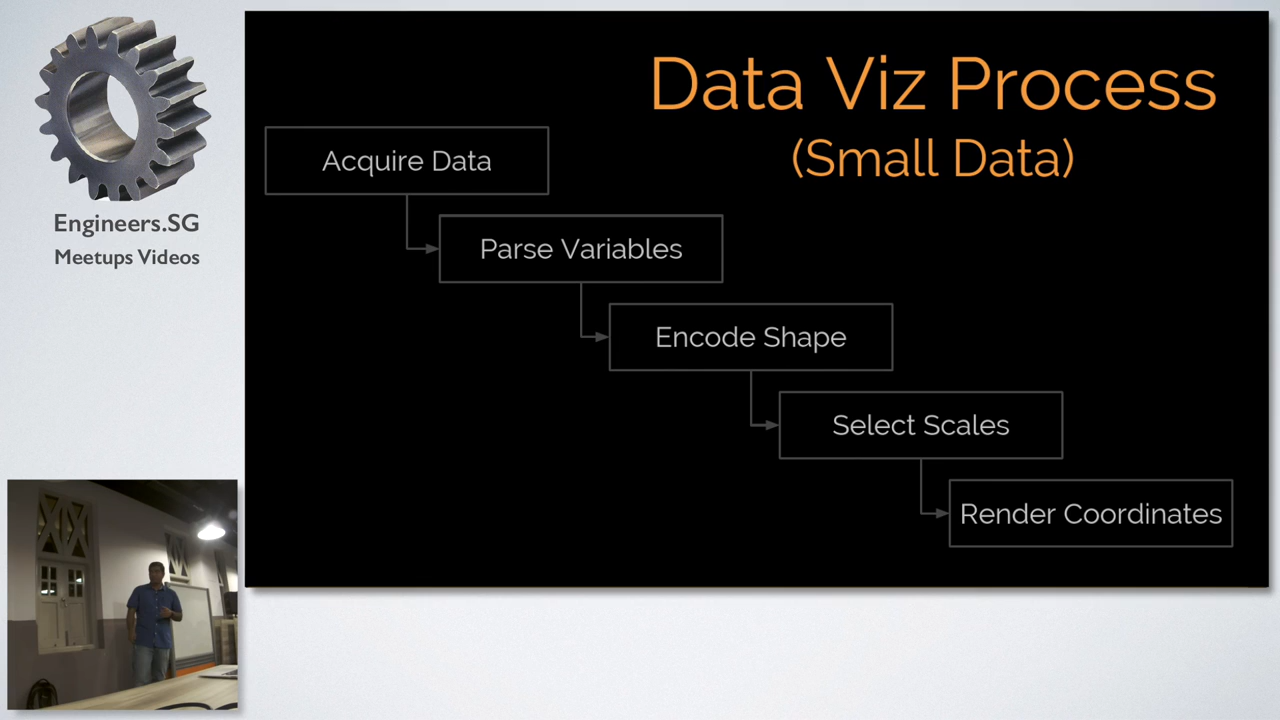 Engineers.SG
Meetups Videos
Data Viz Process
(Small Data)
Acquire Data
Parse Variables
Encode Shape
Select Scales
Render Coordinates